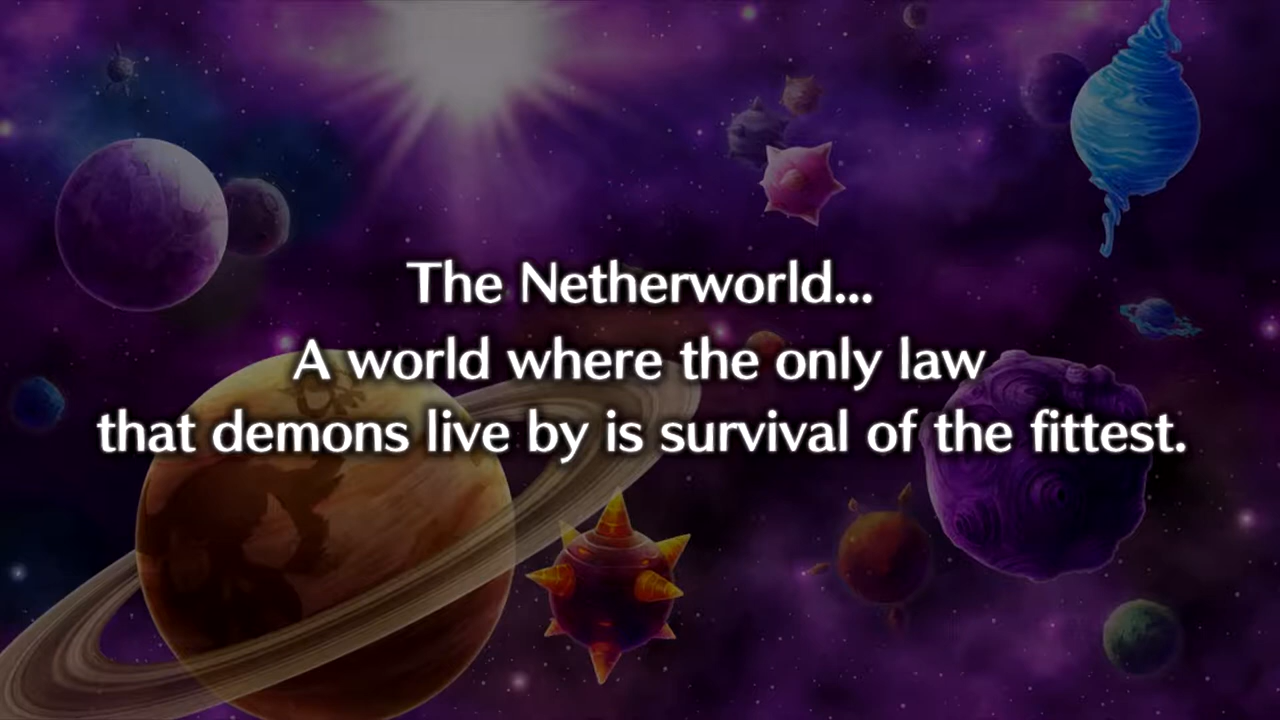 The Netherworld...
A world where the only law
that demons live by is survival of the fittest.